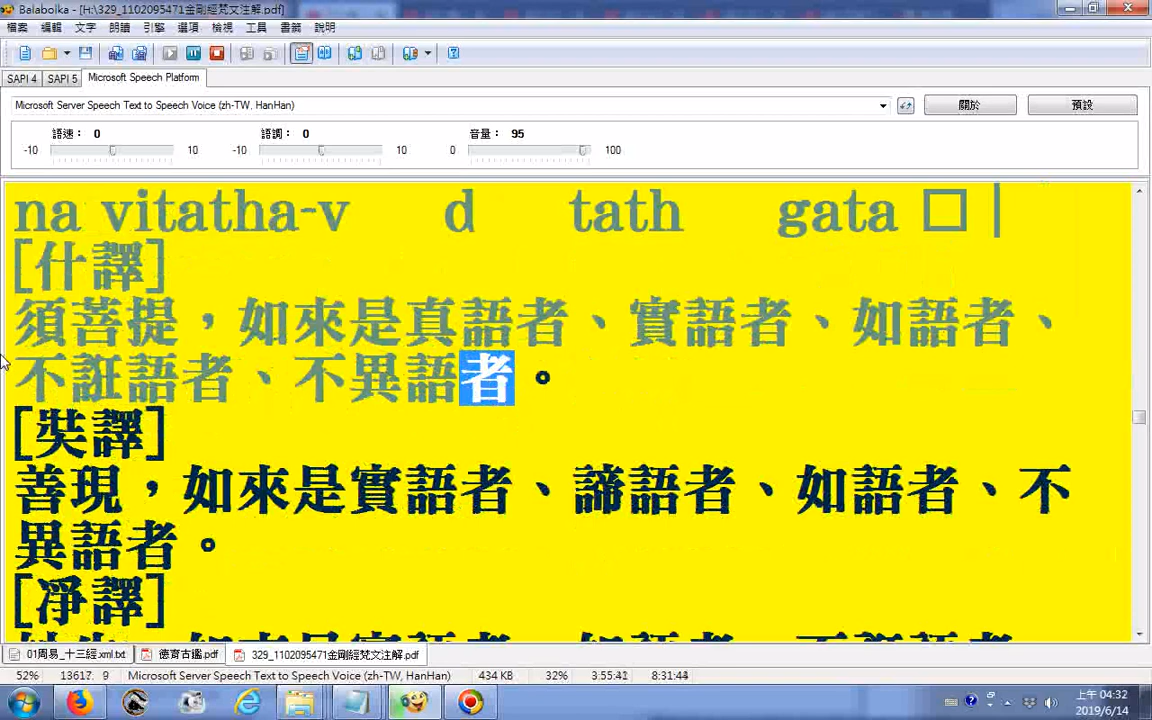 Balabolka - [H:\329_1102095471金剛經梵文注解.pdf]
檔案 編輯 文字 朗讀 引擎 選項 檢視 工具 書籤 說明
SAPI 4 SAPI 5 Microsoft Speech Platform
Microsoft Server Speech Text to Speech Voice (zh-TW, HanHan) 關於 預設
語速： 0 語調： 0 音量： 95
-10 10 -10 10 0 100
na vitatha-v d tath gata □ |
[什譯]
須菩提，如來是真語者、實語者、如語者、
不誑語者、不異語者。
[奘譯]
善現，如來是實語者、諦語者、如語者、不
異語者。
[凈譯]
01周易_十三經.xml.txt 德育古鑑.pdf 329_1102095471金剛經梵文注解.pdf
52% 13617: 9 Microsoft Server Speech Text to Speech Voice (zh-TW, HanHan) 434 KB 32% 3:55:41 8:31:44
上午 04:32
2019/6/14